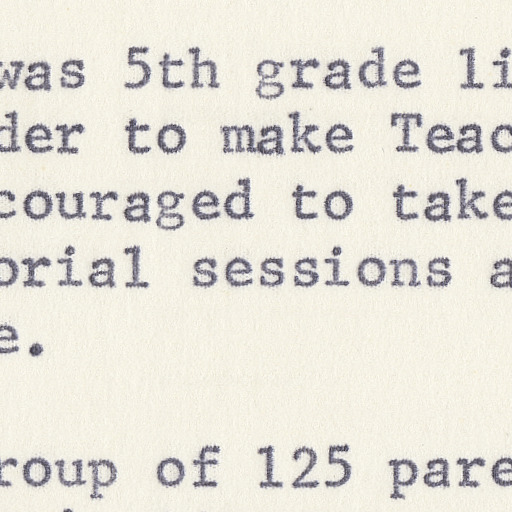 was 5th grade li
der to make Teac
couraged to take
orial sessions a
e.
roup of 125 pare